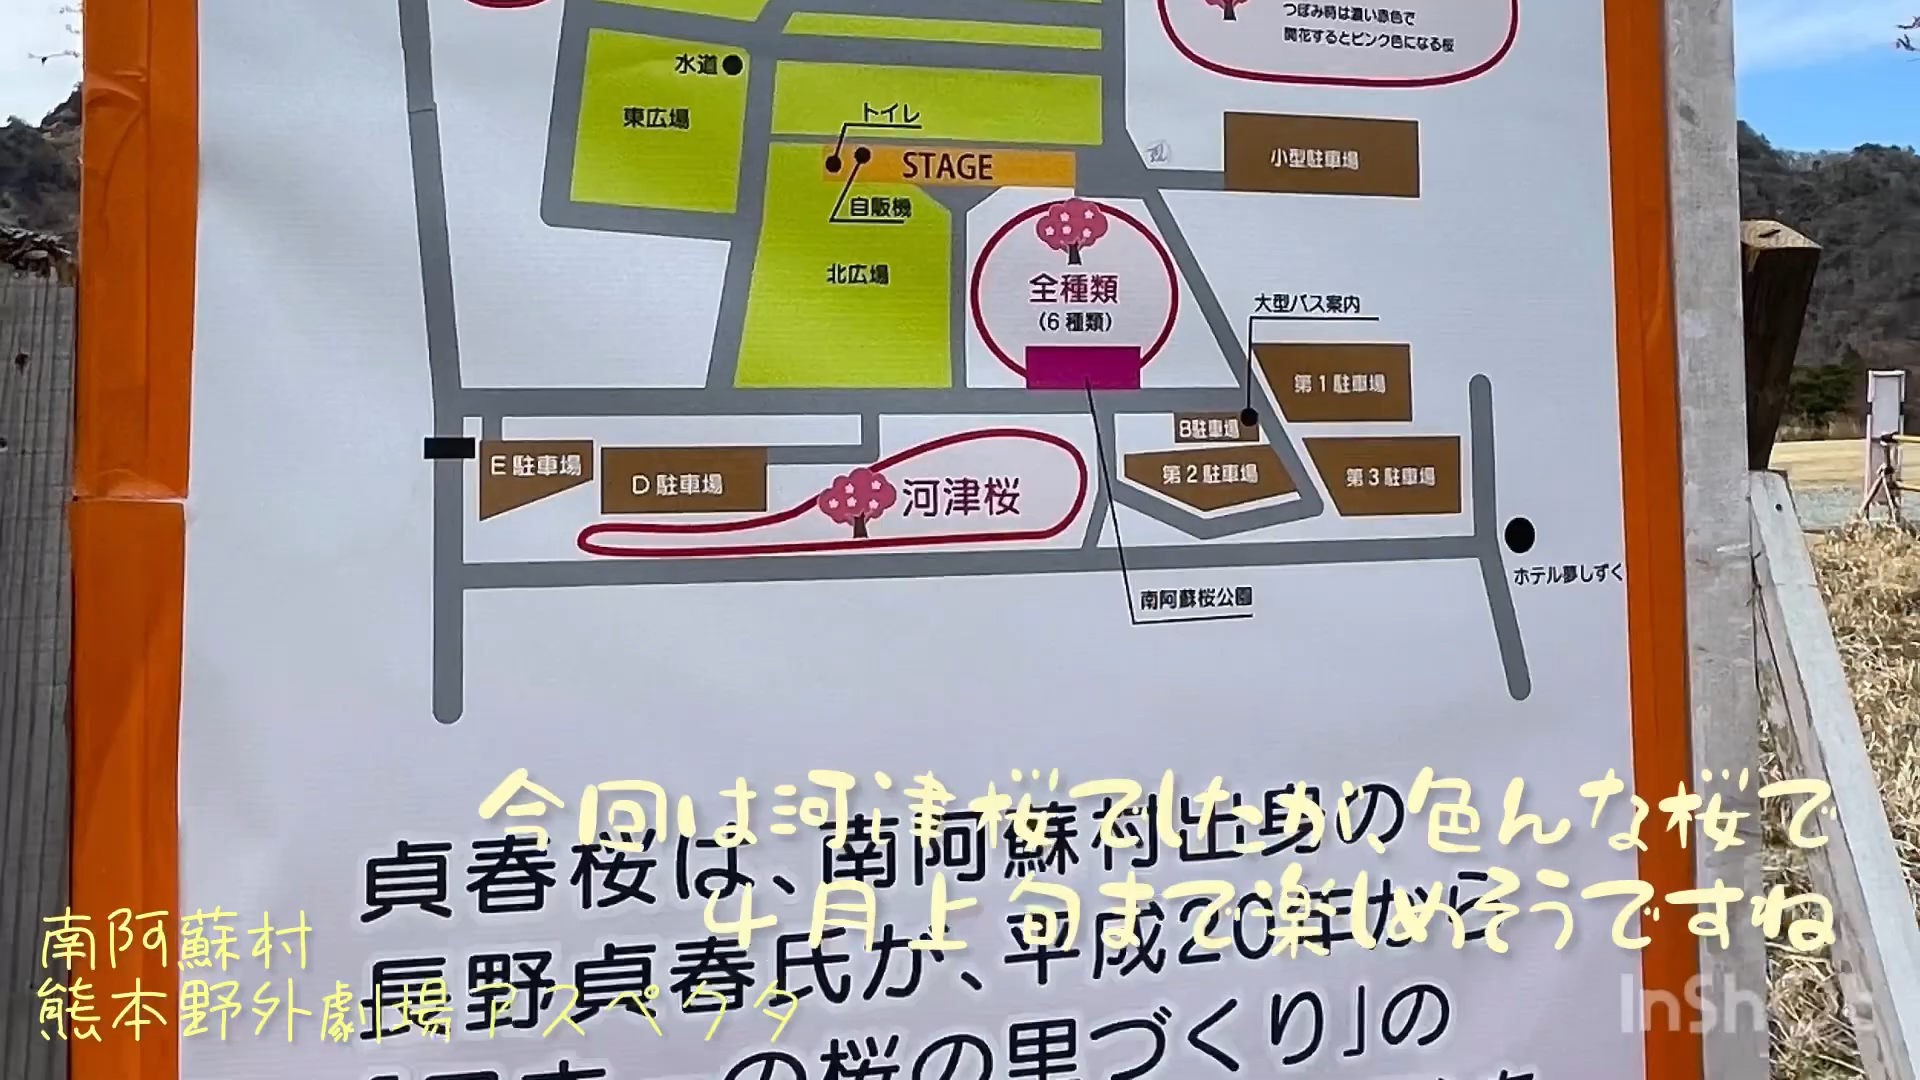 つぼみ時は濃い赤色で
開花するとピンク色になる桜
水道
東広場
トイレ
STAGE
小型駐車場
自販機
北広場
全種類
(6種類)
大型バス案内
第1駐車場
B駐車場
E駐車場
D駐車場
河津桜
第2駐車場
第3駐車場
ホテル夢しずく
南阿蘇桜公園
今回は河津桜でしたが、色んな桜で
4月上旬まで楽しめそうですね
貞春桜は、南阿蘇村出身の
長野貞春氏が、平成20年から
の桜の里づくり」の
南阿蘇村
熊本野外劇場アスペクタ
InShOt